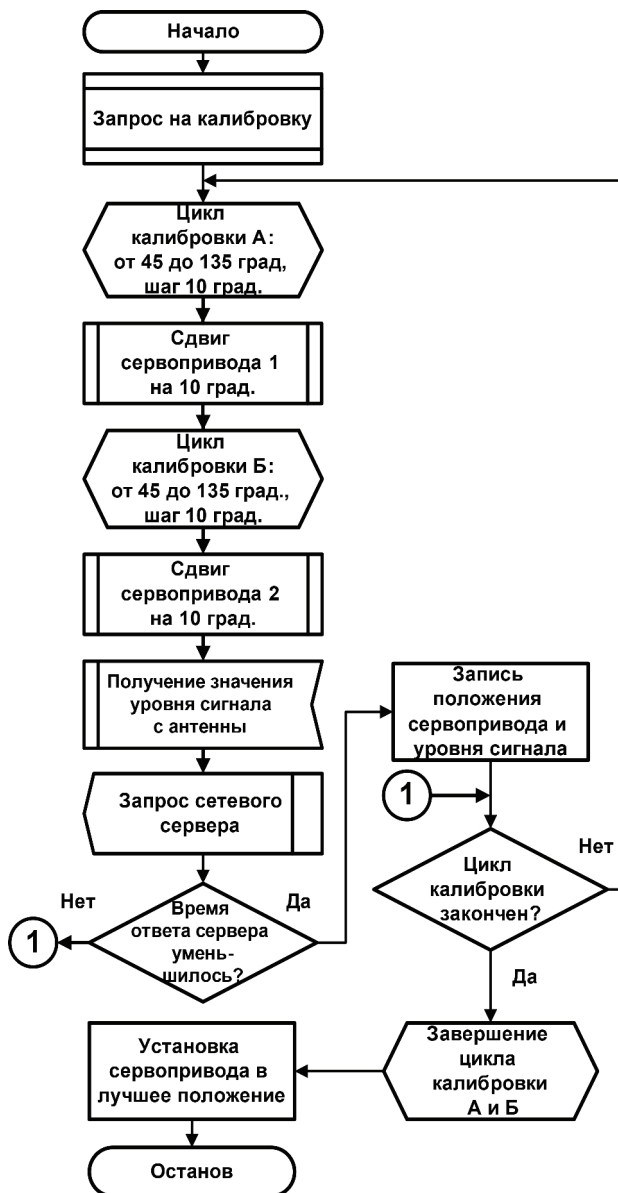 Начало
Запрос на калибровку
Цикл
калибровки А:
от 45 до 135 град,
шаг 10 град.
Сдвиг
сервопривода 1
на 10 град.
Цикл
калибровки Б:
от 45 до 135 град.,
шаг 10 град.
Сдвиг
сервопривода 2
на 10 град.
Получение значения
уровня сигнала
с антенны
Запрос сетевого
сервера
Нет
Время
ответа сервера
умень-
шилось?
Да
1
Запись
положения
сервопривода и
уровня сигнала
1
Цикл
калибровки
закончен?
Нет
Да
Завершение
цикла
калибровки
А и Б
Установка
сервопривода в
лучшее положение
Останов